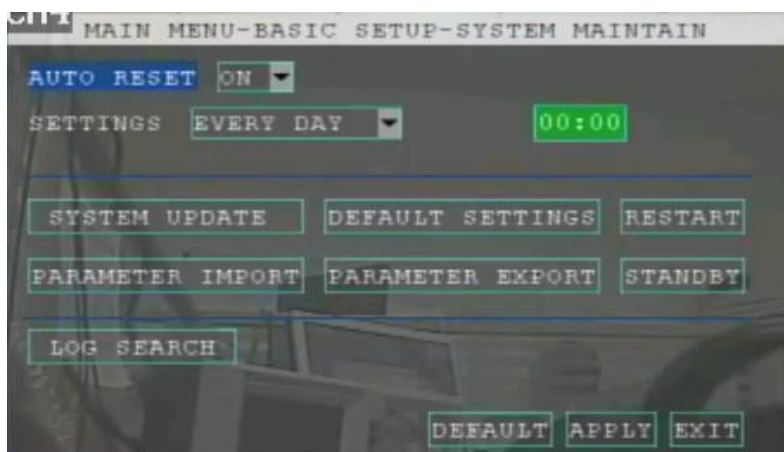 MAIN MENU-BASIC SETUP-SYSTEM MAINTAIN
AUTO RESET ON
SETTINGS EVERY DAY 00:00
SYSTEM UPDATE DEFAULT SETTINGS RESTART
PARAMETER IMPORT PARAMETER EXPORT STANDBY
LOG SEARCH
DEFAULT APPLY EXIT